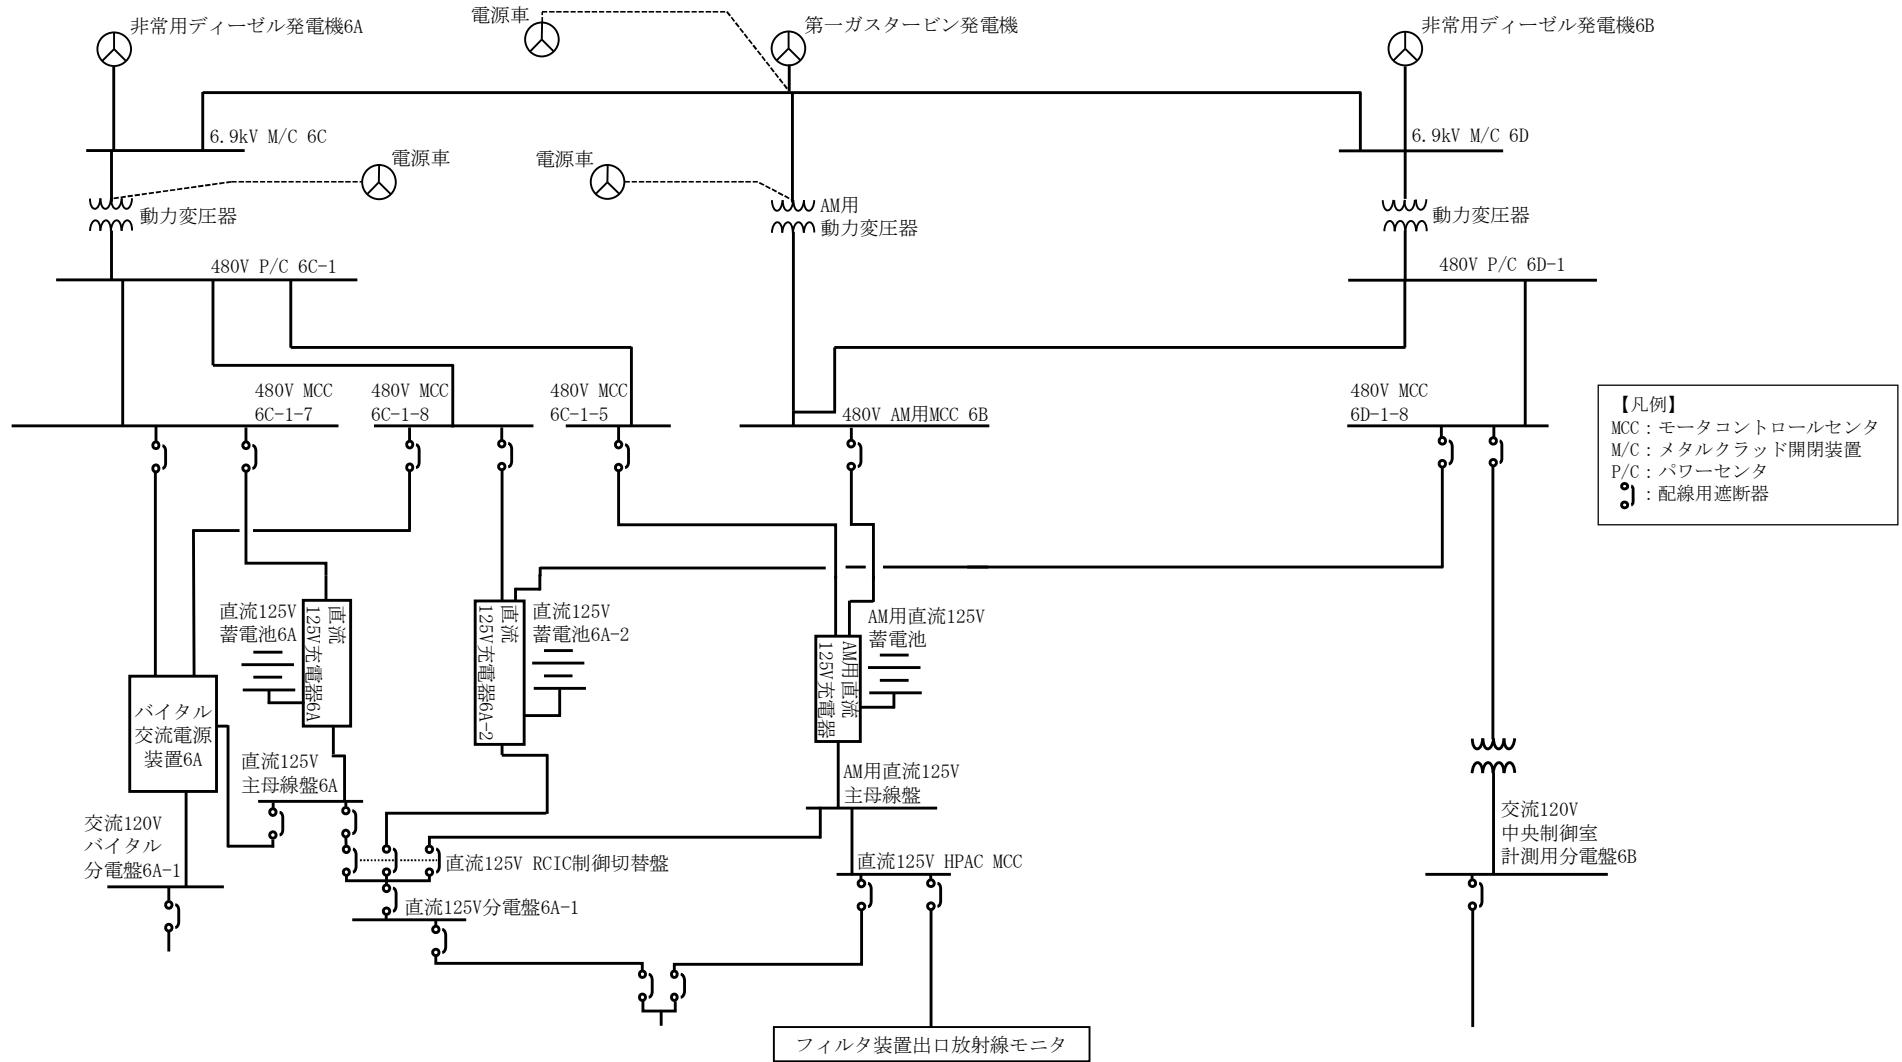 非常用ディーゼル発電機6A
電源車
第一ガスタービン発電機
非常用ディーゼル発電機6B
6.9kV M/C 6C
6.9kV M/C 6D
電源車
電源車
動力変圧器
AM用
動力変圧器
動力変圧器
480V P/C 6C-1
480V P/C 6D-1
480V MCC
6C-1-7
480V MCC
6C-1-8
480V MCC
6C-1-5
480V AM用MCC 6B
480V MCC
6D-1-8
【凡例】
MCC：モータコントロールセンタ
M/C：メタルクラッド開閉装置
P/C：パワーセンタ
：配線用遮断器
直流125V
蓄電池6A
直流
125V充電器6A
直流
125V充電器6A-2
直流125V
蓄電池6A-2
AM用直流
125V充電器
AM用直流125V
蓄電池
バイタル
交流電源
装置6A
直流125V
主母線盤6A
AM用直流125V
主母線盤
交流120V
バイタル
分電盤6A-1
直流125V RCIC制御切替盤
直流125V HPAC MCC
交流120V
中央制御室
計測用分電盤6B
直流125V分電盤6A-1
フィルタ装置出口放射線モニタ